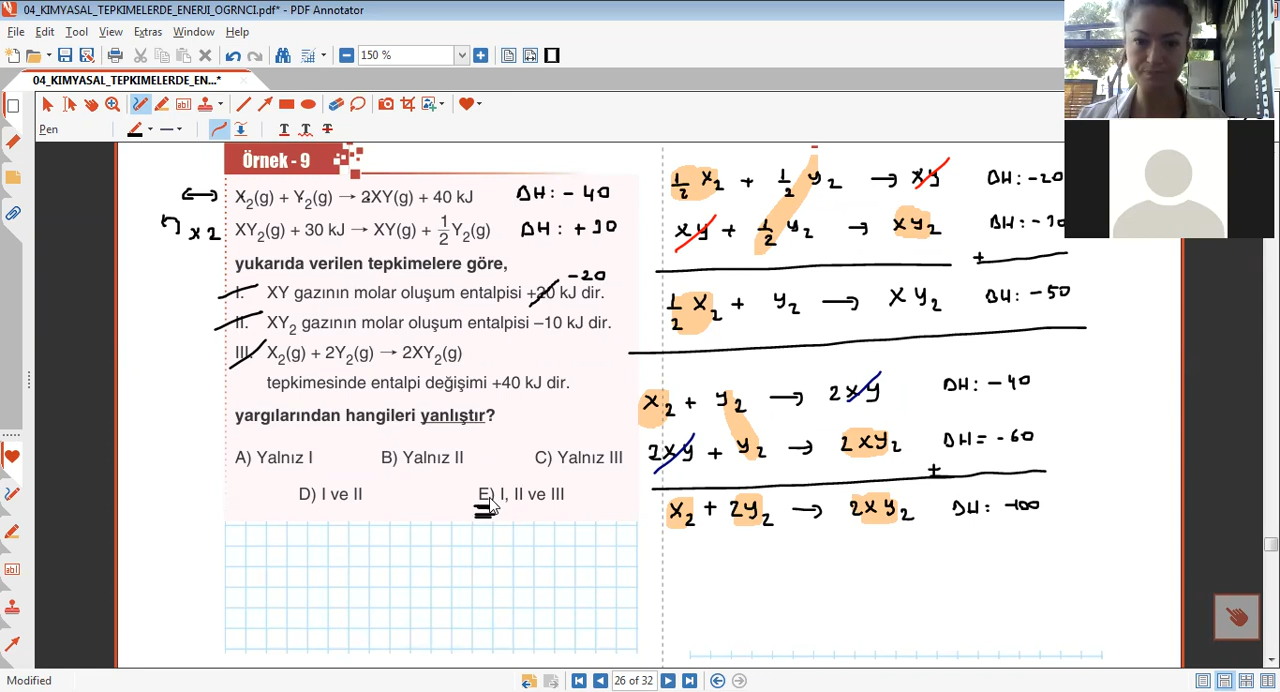 04_KIMYASAL_TEPKIMELERDE_ENERJI_OGRNCI.pdf* - PDF Annotator
File Edit Tool View Extras Window Help
150 %
04_KIMYASAL_TEPKIMELERDE_EN...*
Pen
Örnek - 9
X2(g) + Y2(g) → 2XY(g) + 40 kJ ΔH: - 40
x 2 XY2(g) + 30 kJ → XY(g) + 1/2 Y2(g) ΔH: + 30
yukarıda verilen tepkimelere göre,
-20
I. XY gazının molar oluşum entalpisi +20 kJ dir.
II. XY2 gazının molar oluşum entalpisi –10 kJ dir.
III. X2(g) + 2Y2(g) → 2XY2(g)
tepkimesinde entalpi değişimi +40 kJ dir.
yargılarından hangileri yanlıştır?
A) Yalnız I B) Yalnız II C) Yalnız III
D) I ve II E) I, II ve III
1/2 X2 + 1/2 Y2 → XY ΔH: -20
XY + 1/2 Y2 → XY2 ΔH: -30
+
1/2 X2 + Y2 → XY2 ΔH: -50
X2 + Y2 → 2XY ΔH: -40
2XY + Y2 → 2XY2 ΔH= -60
+
X2 + 2Y2 → 2XY2 ΔH: -100
Modified
26 of 32